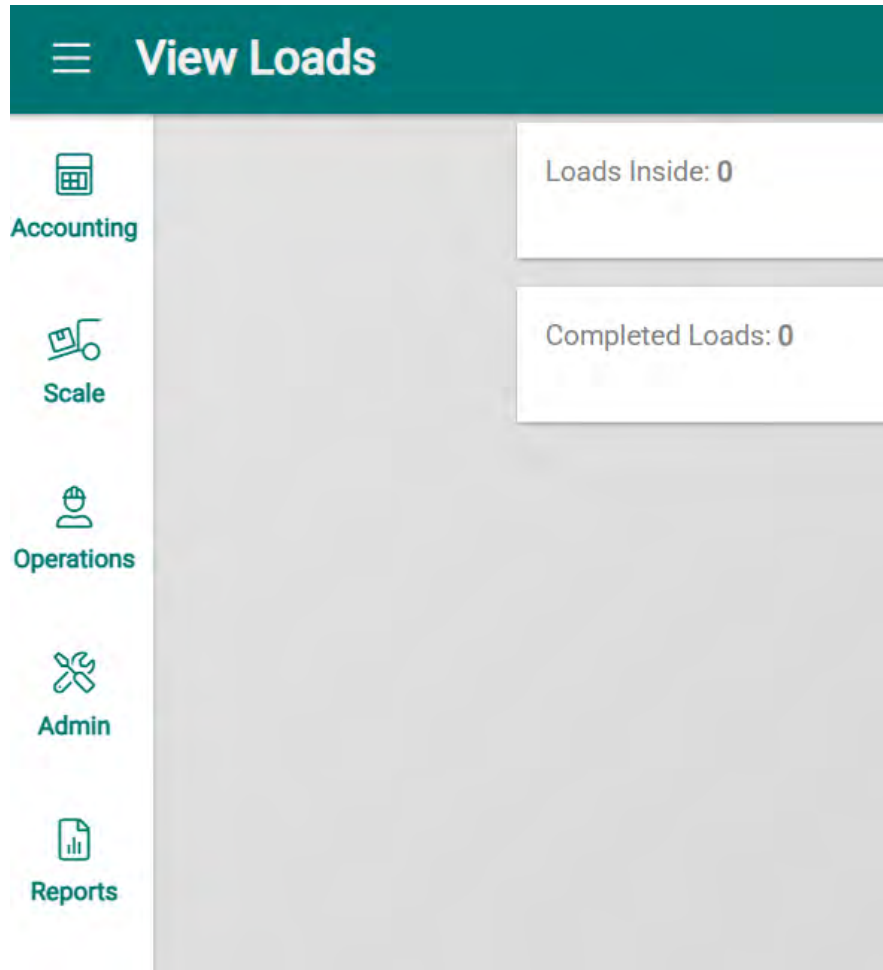 View Loads
Accounting
Scale
Operations
Admin
Reports
Loads Inside: 0
Completed Loads: 0